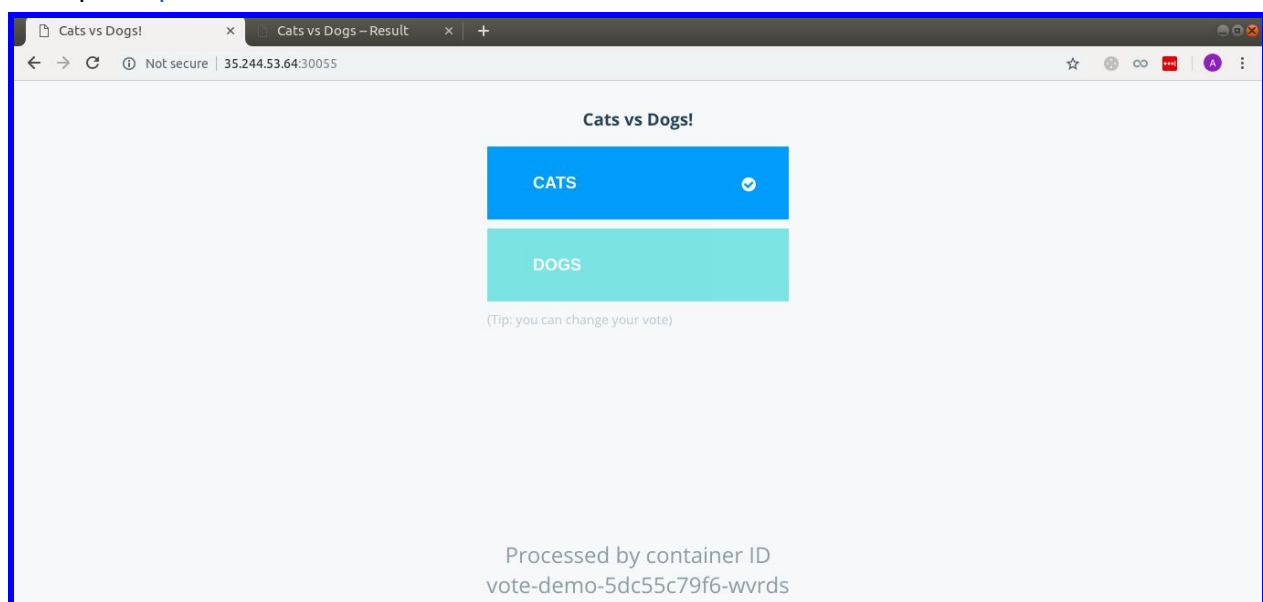 Cats vs Dogs!
Cats vs Dogs – Result
Not secure | 35.244.53.64:30055
A
Cats vs Dogs!
CATS
DOGS
(Tip: you can change your vote)
Processed by container ID
vote-demo-5dc55c79f6-wvrds